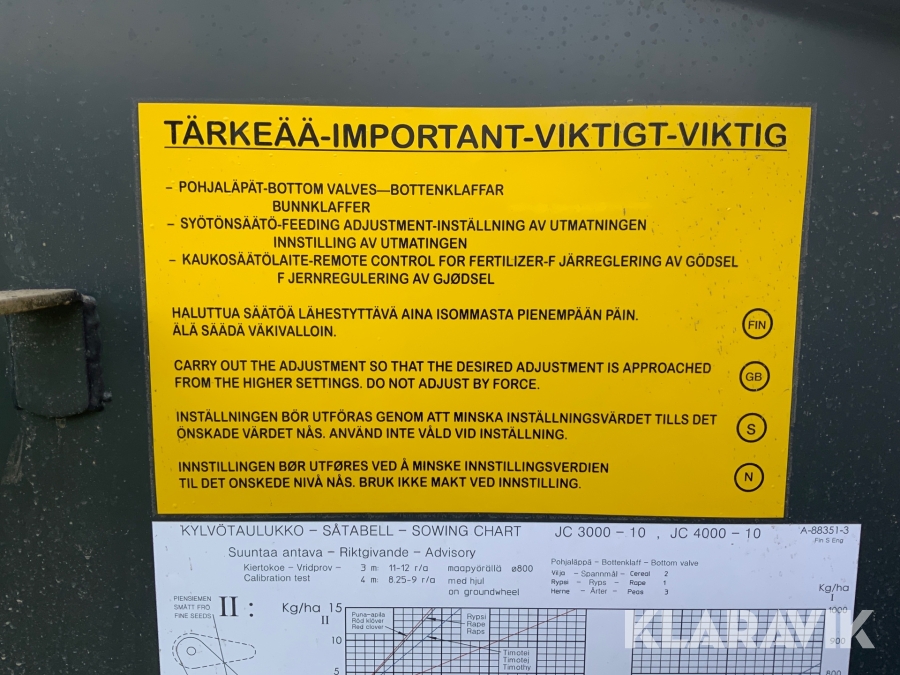 TÄRKEÄÄ-IMPORTANT-VIKTIGT-VIKTIG
– POHJALÄPÄT-BOTTOM VALVES—BOTTENKLAFFAR
BUNNKLAFFER
– SYÖTÖNSÄÄTÖ-FEEDING ADJUSTMENT-INSTÄLLNING AV UTMATNINGEN
INNSTILLING AV UTMATINGEN
– KAUKOSÄÄTÖLAITE-REMOTE CONTROL FOR FERTILIZER-F JÄRREGLERING AV GÖDSEL
F JERNREGULERING AV GJØDSEL
HALUTTUA SÄÄTÖÄ LÄHESTYTTÄVÄ AINA ISOMMASTA PIENEMPÄÄN PÄIN.
ÄLÄ SÄÄDÄ VÄKIVALLOIN.
FIN
CARRY OUT THE ADJUSTMENT SO THAT THE DESIRED ADJUSTMENT IS APPROACHED
FROM THE HIGHER SETTINGS. DO NOT ADJUST BY FORCE.
GB
INSTÄLLNINGEN BÖR UTFÖRAS GENOM ATT MINSKA INSTÄLLNINGSVÄRDET TILLS DET
ÖNSKADE VÄRDET NÅS. ANVÄND INTE VÅLD VID INSTÄLLNING.
S
INNSTILLINGEN BØR UTFØRES VED Å MINSKE INNSTILLINGSVERDIEN
TIL DET ONSKEDE NIVÅ NÅS. BRUK IKKE MAKT VED INNSTILLING.
N
KYLVÖTAULUKKO – SÅTABELL – SOWING CHART JC 3000 – 10 , JC 4000 – 10
A-88351-3
Fin S Eng
Suuntaa antava – Riktgivande – Advisory
Kiertokoe – Vridprov – 3 m: 11-12 r/a maapyörällä ø800
Calibration test 4 m: 8.25-9 r/a med hjul
on groundwheel
Pohjaläppä – Bottenklaff – Bottom valve
Vilja – Spannmål – Cereal 2
Rypsi – Ryps – Rape 1
Herne – Ärter – Peas 3
PIENSIEMEN
SMÅTT FRÖ
FINE SEEDS
II :
Kg/ha
II
15
10
5
Puna-apila
Röd klöver
Red clover
Rypsi
Rape
Raps
Timotei
Timotej
Timothy
Kg/ha
I
1000
900
800
KLARAVIK